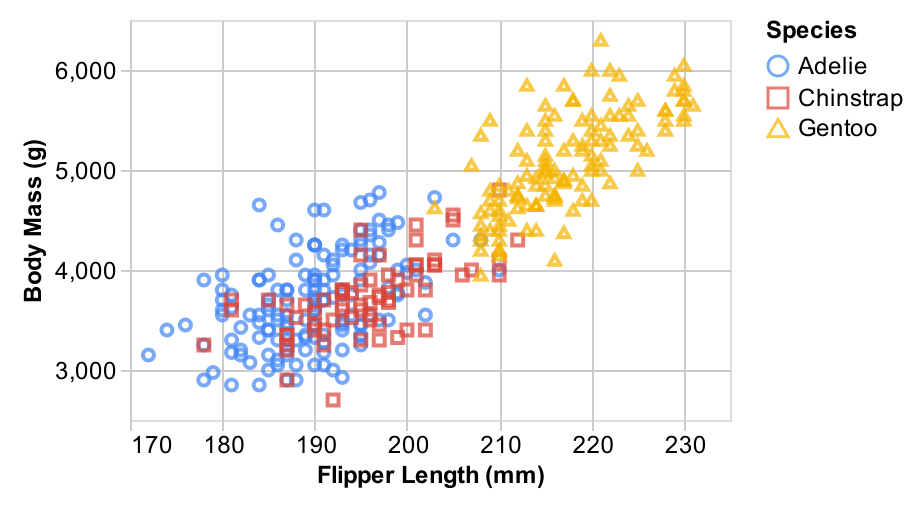 Species
Adelie
Chinstrap
Gentoo
Body Mass (g)
6,000
5,000
4,000
3,000
170 180 190 200 210 220 230
Flipper Length (mm)